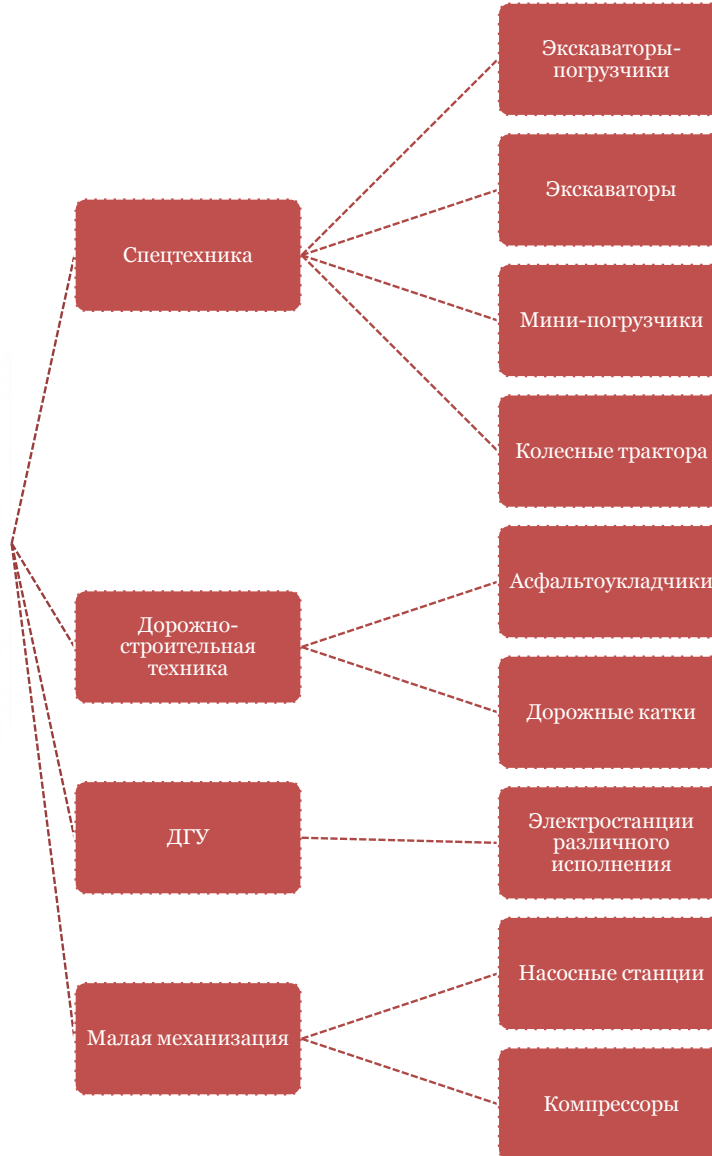 Экскаваторы-
погрузчики
Экскаваторы
Спецтехника
Мини-погрузчики
Колесные трактора
Асфальтоукладчики
Дорожно-
строительная
техника
Дорожные катки
Электростанции
различного
исполнения
ДГУ
Насосные станции
Малая механизация
Компрессоры